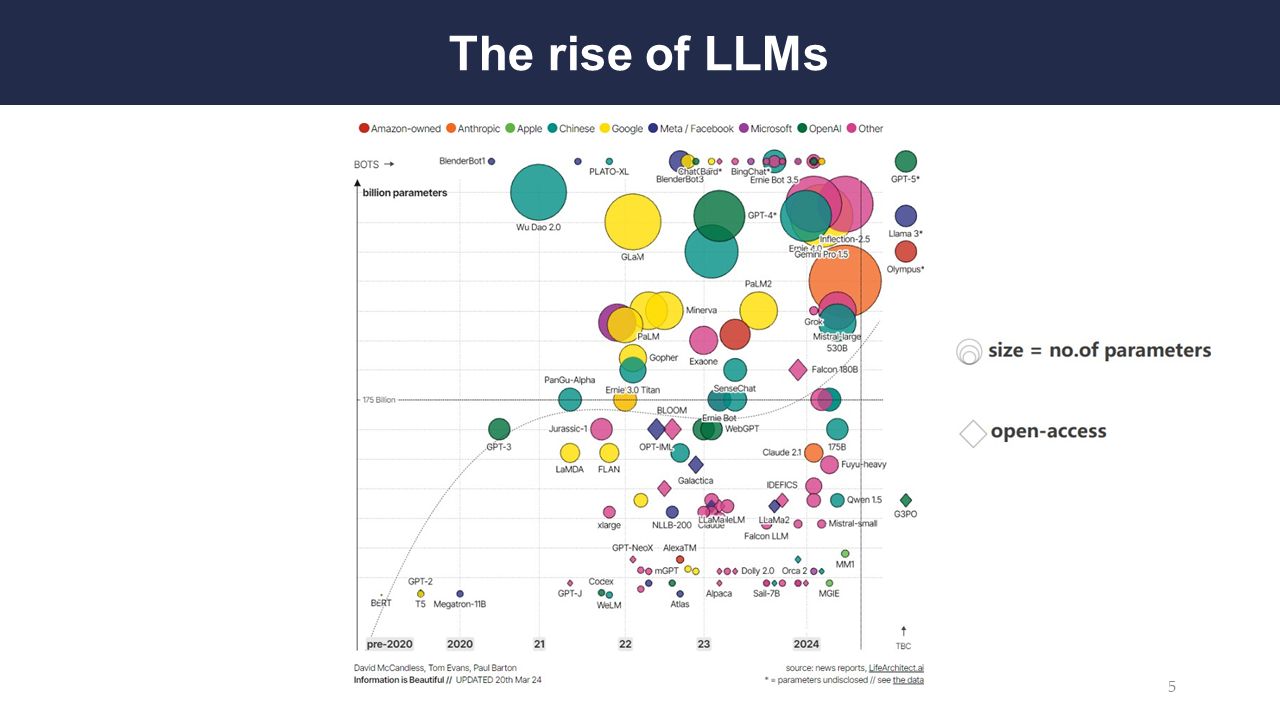 The rise of LLMs
Amazon-owned Anthropic Apple Chinese Google Meta / Facebook Microsoft OpenAI Other
BOTS →
BlenderBot1
PLATO-XL
BlenderBot3
Bard*
BingChat*
Ernie Bot 3.5
GPT-5*
billion parameters
Wu Dao 2.0
GLaM
GPT-4*
Llama 3*
Inflection-2.5
Ernie 4.0
Gemini Pro 1.5
Olympus*
PaLM2
Minerva
PaLM
Grok
Mistral-large
530B
Gopher
Exaone
Falcon 180B
PanGu-Alpha
Ernie 3.0 Titan
SenseChat
175 Billion
BLOOM
Ernie Bot
GPT-3
Jurassic-1
OPT-IML
WebGPT
175B
Claude 2.1
LaMDA
FLAN
Fuyu-heavy
Galactica
IDEFICS
Qwen 1.5
G3PO
xlarge
NLLB-200
Claude
LLaMa2
Mistral-small
Falcon LLM
GPT-NeoX
AlexaTM
MM1
mGPT
Dolly 2.0
Orca 2
GPT-2
Codex
BERT
T5
Megatron-11B
GPT-J
WeLM
Atlas
Alpaca
Sail-7B
MGIE
pre-2020 2020 21 22 23 2024
↑
TBC
David McCandless, Tom Evans, Paul Barton
Information is Beautiful // UPDATED 20th Mar 24
source: news reports, LifeArchitect.ai
* = parameters undisclosed // see the data
size = no.of parameters
open-access
5